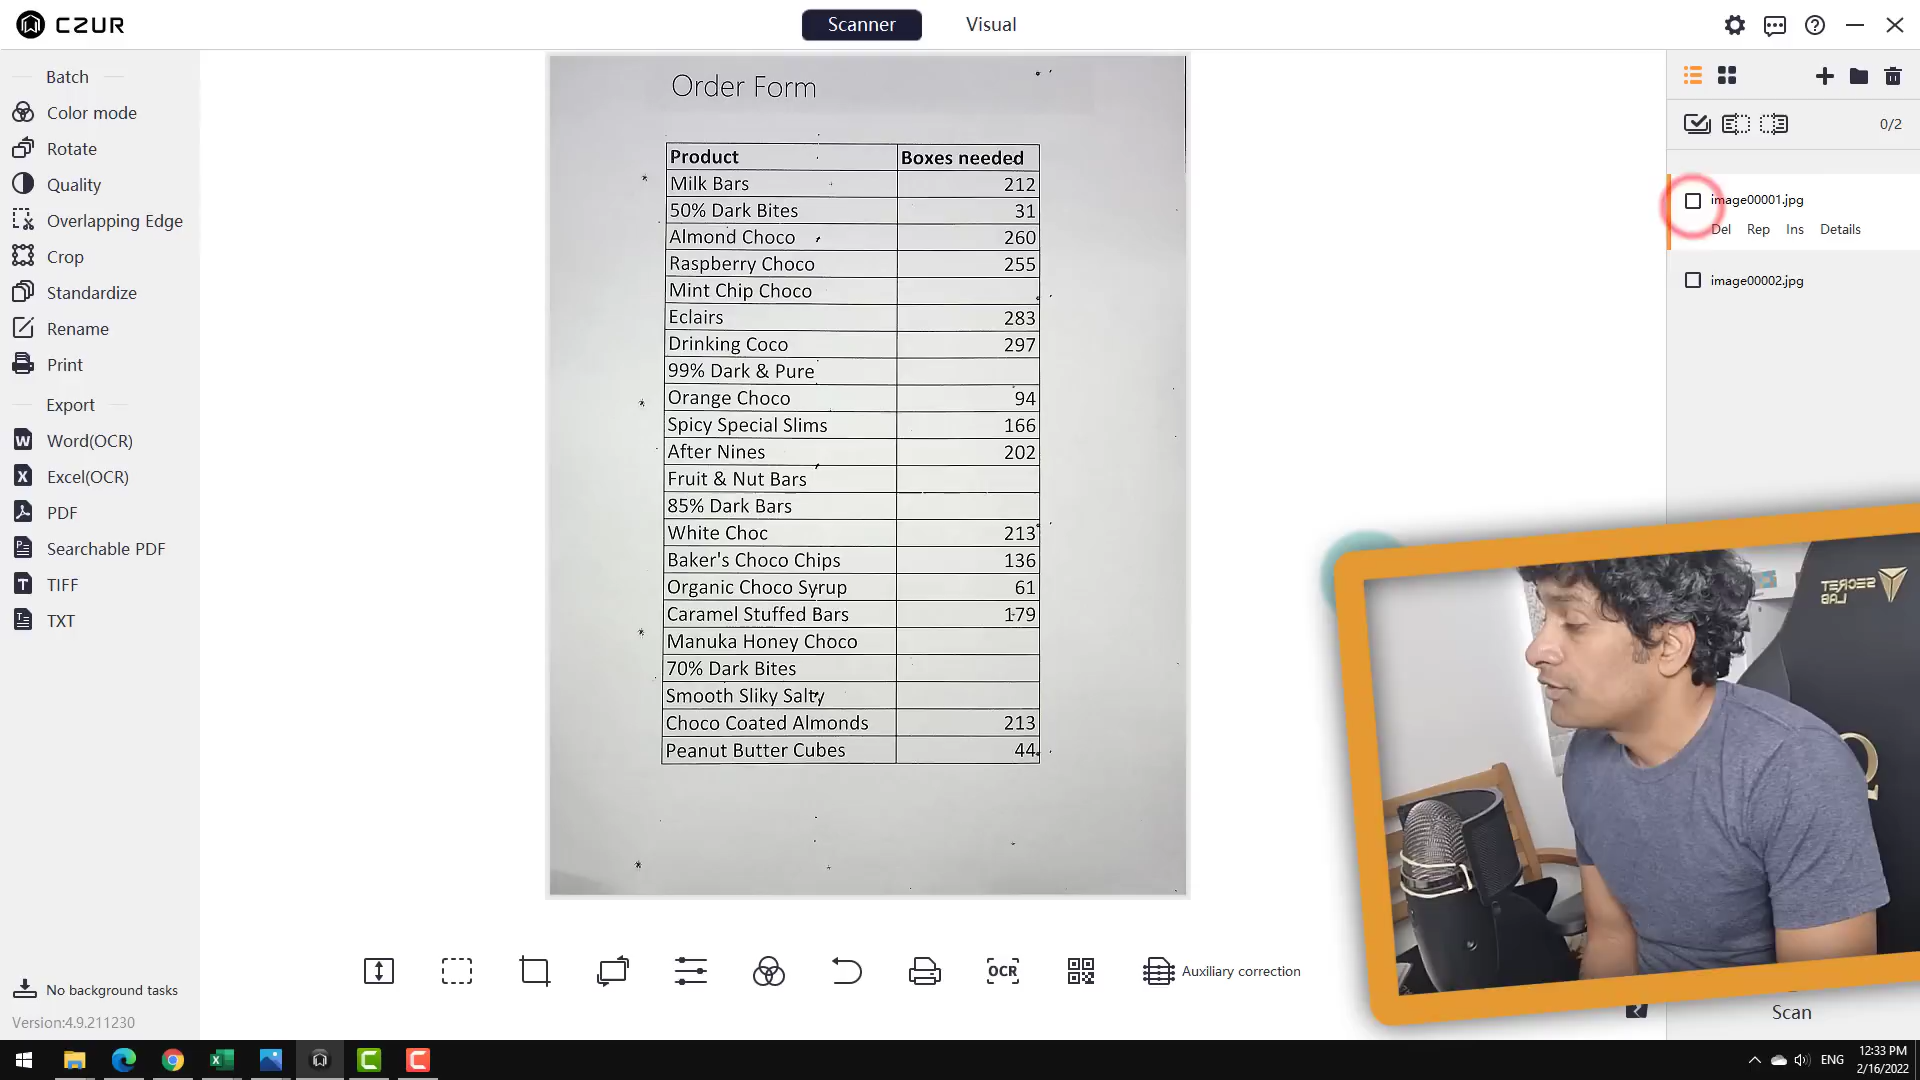 CZUR
Scanner Visual
Batch
Color mode
Rotate
Quality
Overlapping Edge
Crop
Standardize
Rename
Print
Export
Word(OCR)
Excel(OCR)
PDF
Searchable PDF
TIFF
TXT
No background tasks
Version:4.9.211230
Order Form
Product Boxes needed
Milk Bars 212
50% Dark Bites 31
Almond Choco 260
Raspberry Choco 255
Mint Chip Choco
Eclairs 283
Drinking Coco 297
99% Dark & Pure
Orange Choco 94
Spicy Special Slims 166
After Nines 202
Fruit & Nut Bars
85% Dark Bars
White Choc 213
Baker's Choco Chips 136
Organic Choco Syrup 61
Caramel Stuffed Bars 179
Manuka Honey Choco
70% Dark Bites
Smooth Sliky Salty
Choco Coated Almonds 213
Peanut Butter Cubes 44
OCR Auxiliary correction
0/2
image00001.jpg
Del Rep Ins Details
image00002.jpg
SECRET
LAB
Scan
ENG
12:33 PM
2/16/2022